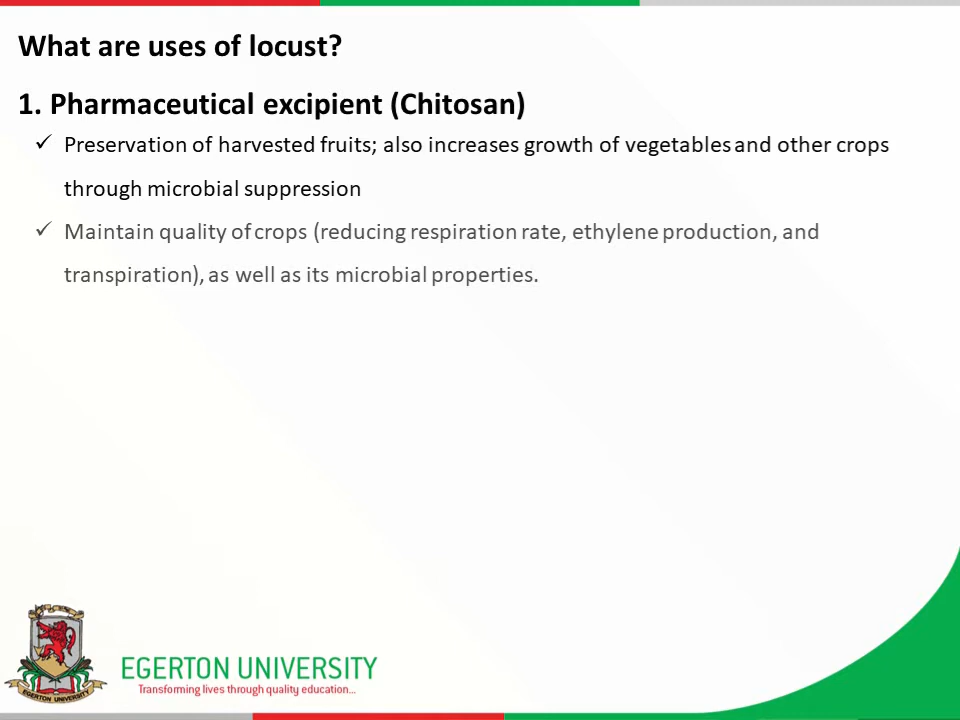 What are uses of locust?
1. Pharmaceutical excipient (Chitosan)
✓ Preservation of harvested fruits; also increases growth of vegetables and other crops
through microbial suppression
✓ Maintain quality of crops (reducing respiration rate, ethylene production, and
transpiration), as well as its microbial properties.
EGERTON UNIVERSITY
Transforming lives through quality education...
EGERTON UNIVERSITY